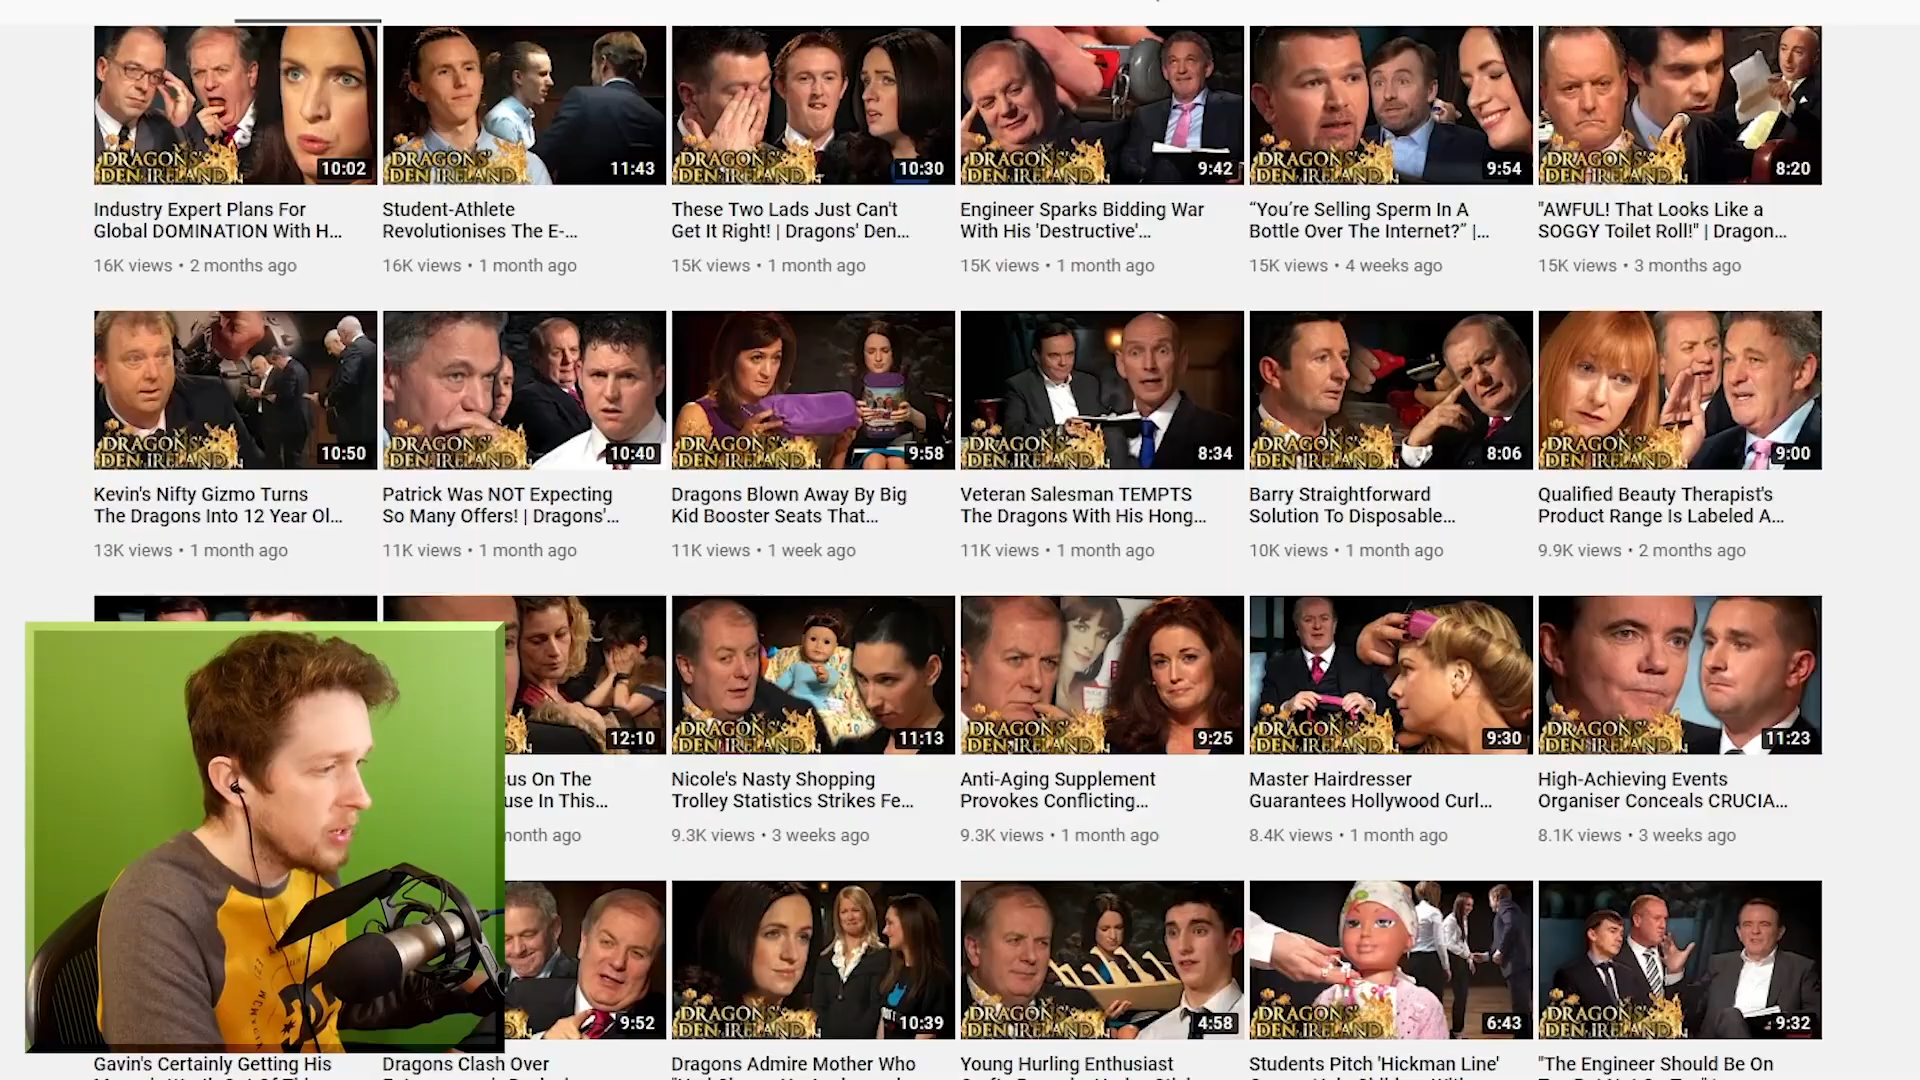 DRAGONS' DEN IRELAND
10:02
DRAGONS' DEN IRELAND
11:43
DRAGONS' DEN IRELAND
10:30
DRAGONS' DEN IRELAND
9:42
DRAGONS' DEN IRELAND
9:54
DRAGONS' DEN IRELAND
8:20
Industry Expert Plans For
Global DOMINATION With H...
16K views • 2 months ago
Student-Athlete
Revolutionises The E-...
16K views • 1 month ago
These Two Lads Just Can't
Get It Right! | Dragons' Den...
15K views • 1 month ago
Engineer Sparks Bidding War
With His 'Destructive'...
15K views • 1 month ago
“You’re Selling Sperm In A
Bottle Over The Internet?” |...
15K views • 4 weeks ago
"AWFUL! That Looks Like a
SOGGY Toilet Roll!" | Dragon...
15K views • 3 months ago
DRAGONS' DEN IRELAND
10:50
DRAGONS' DEN IRELAND
10:40
DRAGONS' DEN IRELAND
9:58
DRAGONS' DEN IRELAND
8:34
DRAGONS' DEN IRELAND
8:06
DRAGONS' DEN IRELAND
9:00
Kevin's Nifty Gizmo Turns
The Dragons Into 12 Year Ol...
13K views • 1 month ago
Patrick Was NOT Expecting
So Many Offers! | Dragons'...
11K views • 1 month ago
Dragons Blown Away By Big
Kid Booster Seats That...
11K views • 1 week ago
Veteran Salesman TEMPTS
The Dragons With His Hong...
11K views • 1 month ago
Barry Straightforward
Solution To Disposable...
10K views • 1 month ago
Qualified Beauty Therapist's
Product Range Is Labeled A...
9.9K views • 2 months ago
12:10
DRAGONS' DEN IRELAND
11:13
DRAGONS' DEN IRELAND
9:25
DRAGONS' DEN IRELAND
9:30
DRAGONS' DEN IRELAND
11:23
us On The
use In This...
month ago
Nicole's Nasty Shopping
Trolley Statistics Strikes Fe...
9.3K views • 3 weeks ago
Anti-Aging Supplement
Provokes Conflicting...
9.3K views • 1 month ago
Master Hairdresser
Guarantees Hollywood Curl...
8.4K views • 1 month ago
High-Achieving Events
Organiser Conceals CRUCIA...
8.1K views • 3 weeks ago
9:52
DRAGONS' DEN IRELAND
10:39
DRAGONS' DEN IRELAND
4:58
DRAGONS' DEN IRELAND
6:43
DRAGONS' DEN IRELAND
9:32
Gavin's Certainly Getting His
Dragons Clash Over
Dragons Admire Mother Who
Young Hurling Enthusiast
Students Pitch 'Hickman Line'
"The Engineer Should Be On